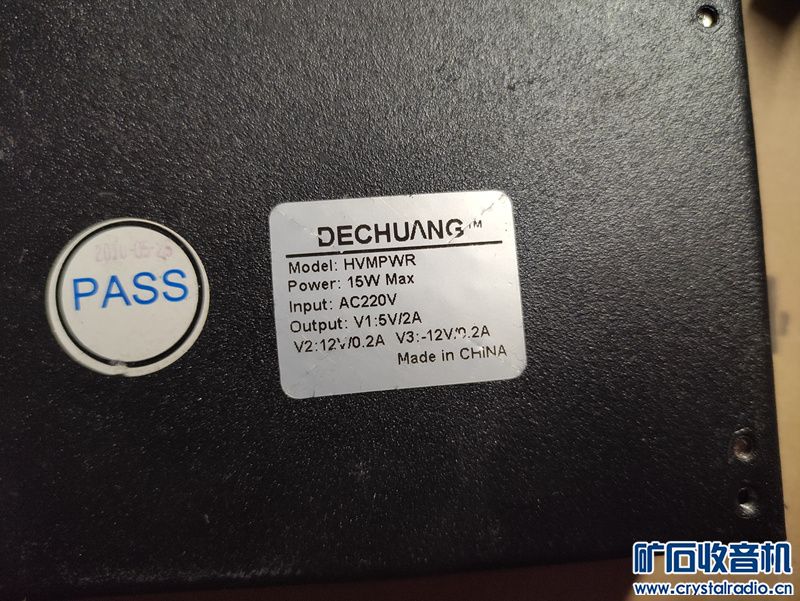 PASS
DECHUANG™
Model: HVMPWR
Power: 15W Max
Input: AC220V
Output: V1:5V/2A
V2:12V/0.2A V3:-12V/0.2A
Made in CHINA
矿石收音机
www.crystalradio.cn